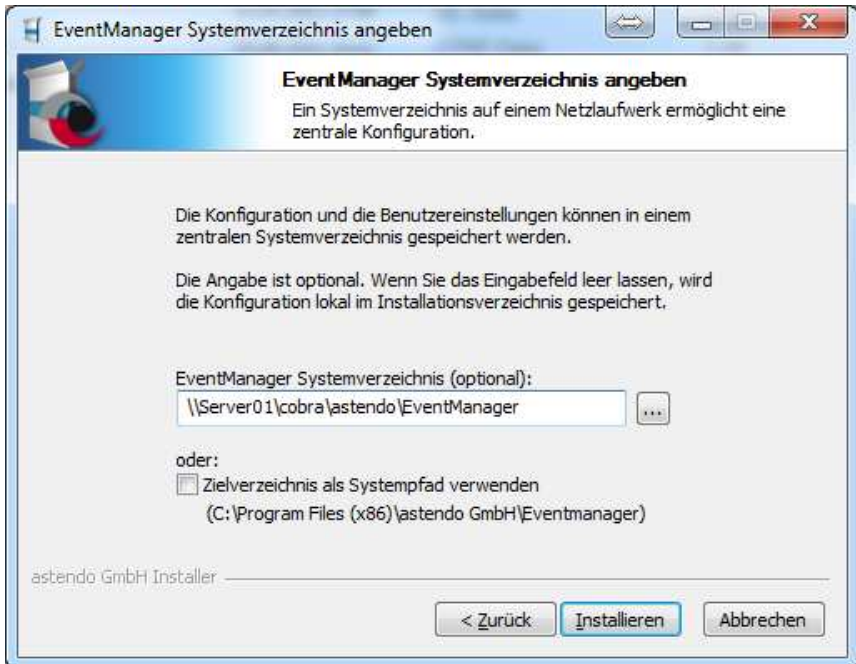 EventManager Systemverzeichnis angeben
EventManager Systemverzeichnis angeben
Ein Systemverzeichnis auf einem Netzlaufwerk ermöglicht eine
zentrale Konfiguration.
Die Konfiguration und die Benutzereinstellungen können in einem
zentralen Systemverzeichnis gespeichert werden.
Die Angabe ist optional. Wenn Sie das Eingabefeld leer lassen, wird
die Konfiguration lokal im Installationsverzeichnis gespeichert.
EventManager Systemverzeichnis (optional):
\\Server01\cobra\astendo\EventManager
...
oder:
Zielverzeichnis als Systempfad verwenden
(C:\Program Files (x86)\astendo GmbH\Eventmanager)
astendo GmbH Installer
< Zurück
Installieren
Abbrechen